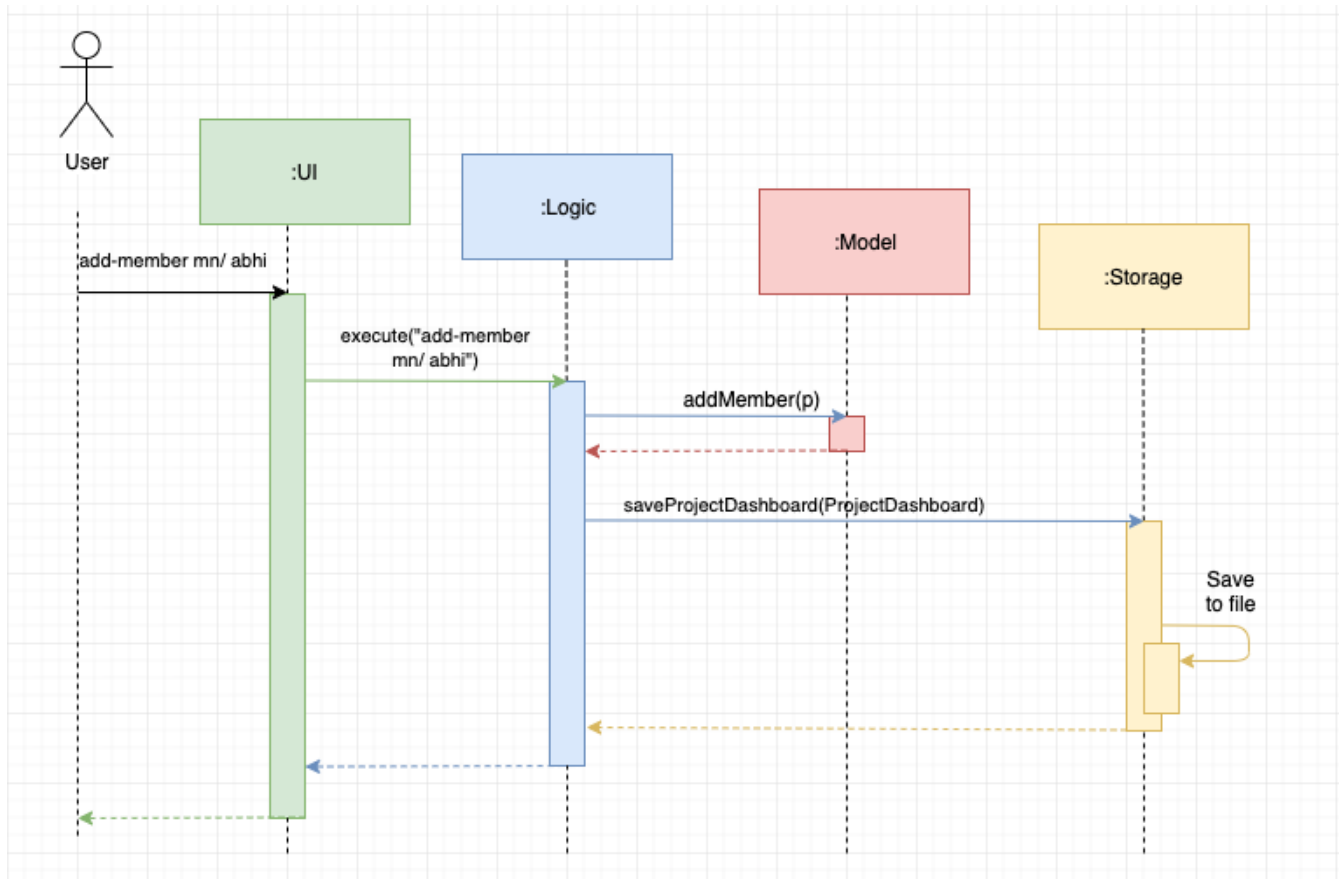 User
:UI
:Logic
:Model
:Storage
add-member mn/ abhi
execute("add-member
mn/ abhi")
addMember(p)
saveProjectDashboard(ProjectDashboard)
Save
to file